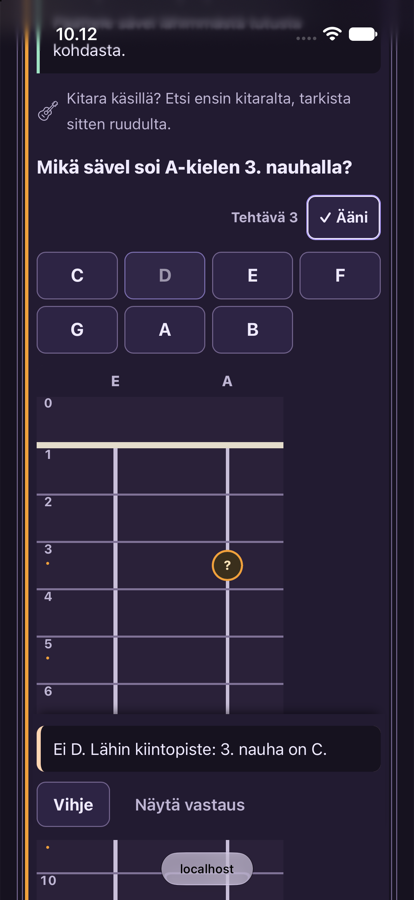 10.12
kohdasta.
Kitara käsillä? Etsi ensin kitaralta, tarkista
sitten ruudulta.
Mikä sävel soi A-kielen 3. nauhalla?
Tehtävä 3
✓ Ääni
C
D
E
F
G
A
B
E
A
0
1
2
3
?
4
5
6
Ei D. Lähin kiintopiste: 3. nauha on C.
Vihje
Näytä vastaus
10
localhost